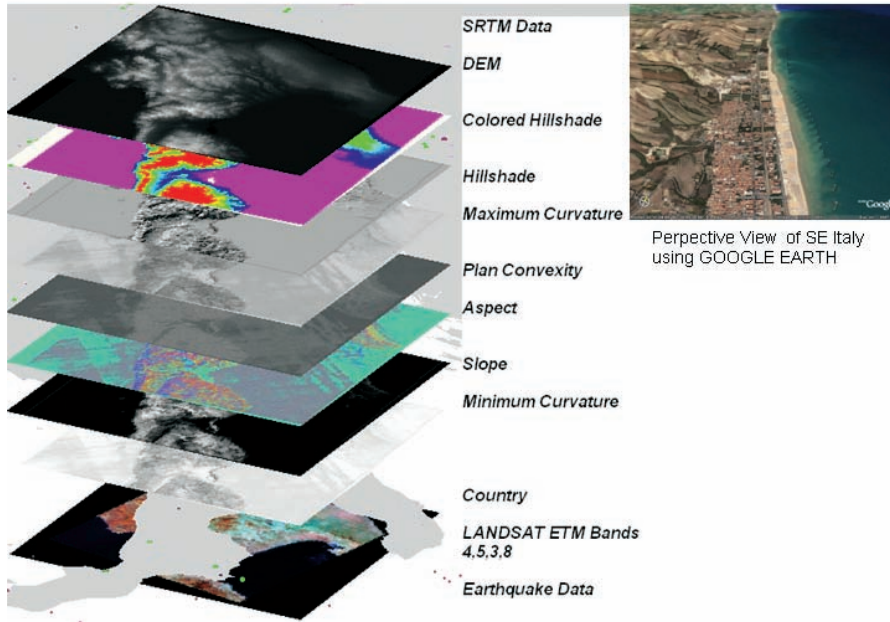 SRTM Data
DEM
Colored Hillshade
Hillshade
Maximum Curvature
Plan Convexity
Aspect
Slope
Minimum Curvature
Country
LANDSAT ETM Bands
4,5,3,8
Earthquake Data
Google
Perpective View of SE Italy
using GOOGLE EARTH